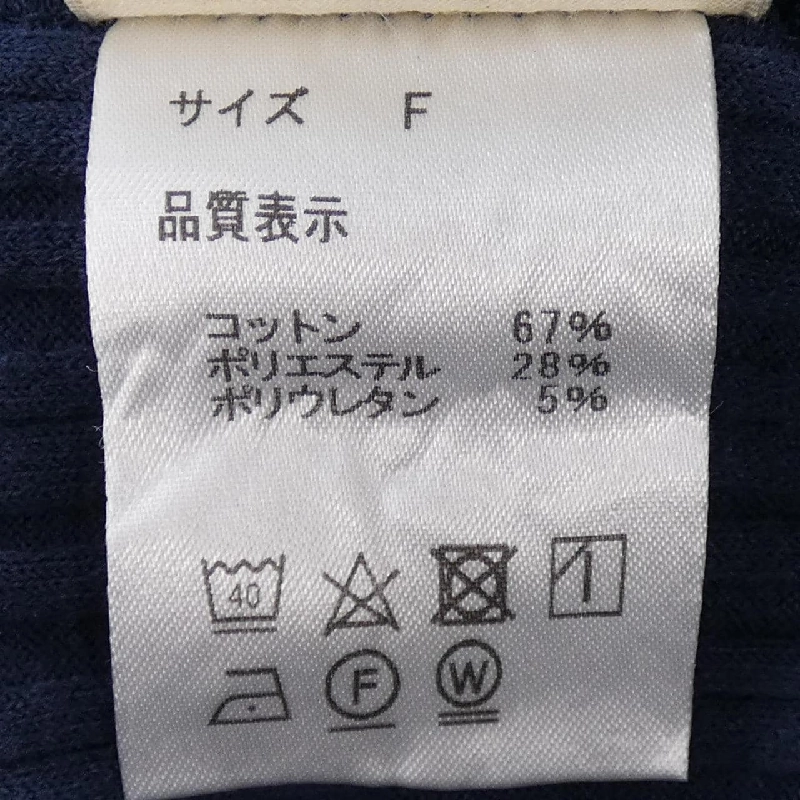 サイズ F
品質表示
コットン 67%
ポリエステル 28%
ポリウレタン 5%
40
F W